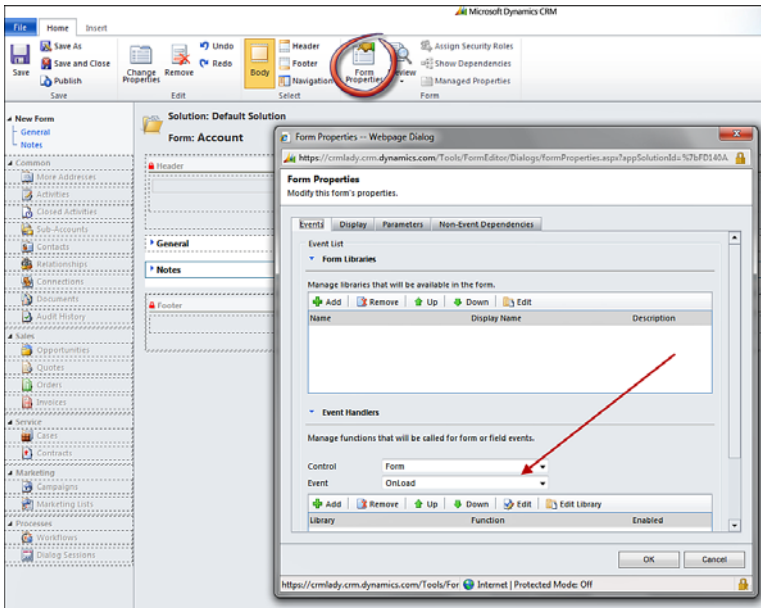 Microsoft Dynamics CRM
File Home Insert
Save
Save As
Save and Close
Publish
Save
Change Properties
Remove
Undo
Redo
Edit
Body
Header
Footer
Navigation
Select
Form Properties
Assign Security Roles
Show Dependencies
Managed Properties
Form
New Form
General
Notes
Common
More Addresses
Activities
Closed Activities
Sub-Accounts
Contacts
Relationships
Connections
Documents
Audit History
Sales
Opportunities
Quotes
Orders
Invoices
Service
Cases
Contracts
Marketing
Campaigns
Marketing Lists
Processes
Workflows
Dialog Sessions
Solution: Default Solution
Form: Account
Header
General
Notes
Footer
Form Properties -- Webpage Dialog
https://crmlady.crm.dynamics.com/Tools/FormEditor/Dialogs/formProperties.aspx?appSolutionId=%7bFD140A
Form Properties
Modify this form's properties.
Events Display Parameters Non-Event Dependencies
Event List
Form Libraries
Manage libraries that will be available in the form.
Add Remove Up Down Edit
Name Display Name Description
Event Handlers
Manage functions that will be called for form or field events.
Control Form
Event OnLoad
Add Remove Up Down Edit Edit Library
Library Function Enabled
OK Cancel
https://crmlady.crm.dynamics.com/Tools/For Internet | Protected Mode: Off